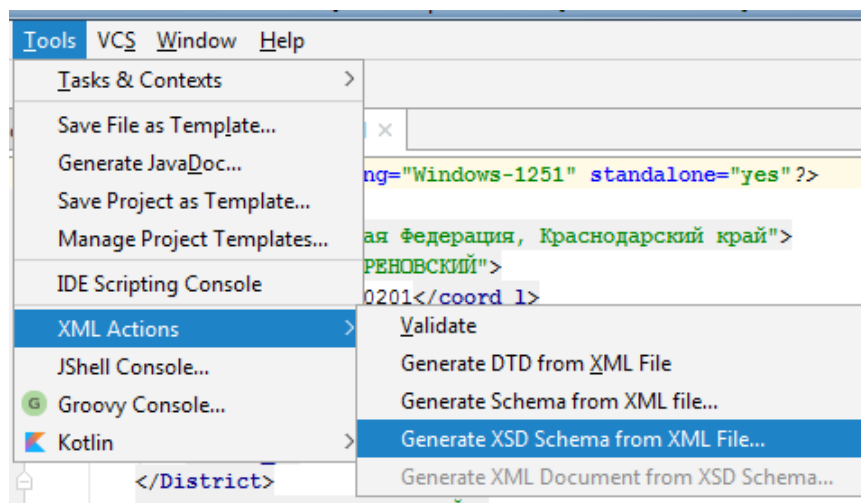 Tools VCS Window Help
Tasks & Contexts
Save File as Template...
Generate JavaDoc...
ng="Windows-1251" standalone="yes"?>
Save Project as Template...
Manage Project Templates...
ая Федерация, Краснодарский край">
РЕНОВСКИЙ">
IDE Scripting Console
0201</coord_1>
XML Actions
Validate
JShell Console...
Generate DTD from XML File
G Groovy Console...
Generate Schema from XML file...
Kotlin
Generate XSD Schema from XML File...
</District>
Generate XML Document from XSD Schema...